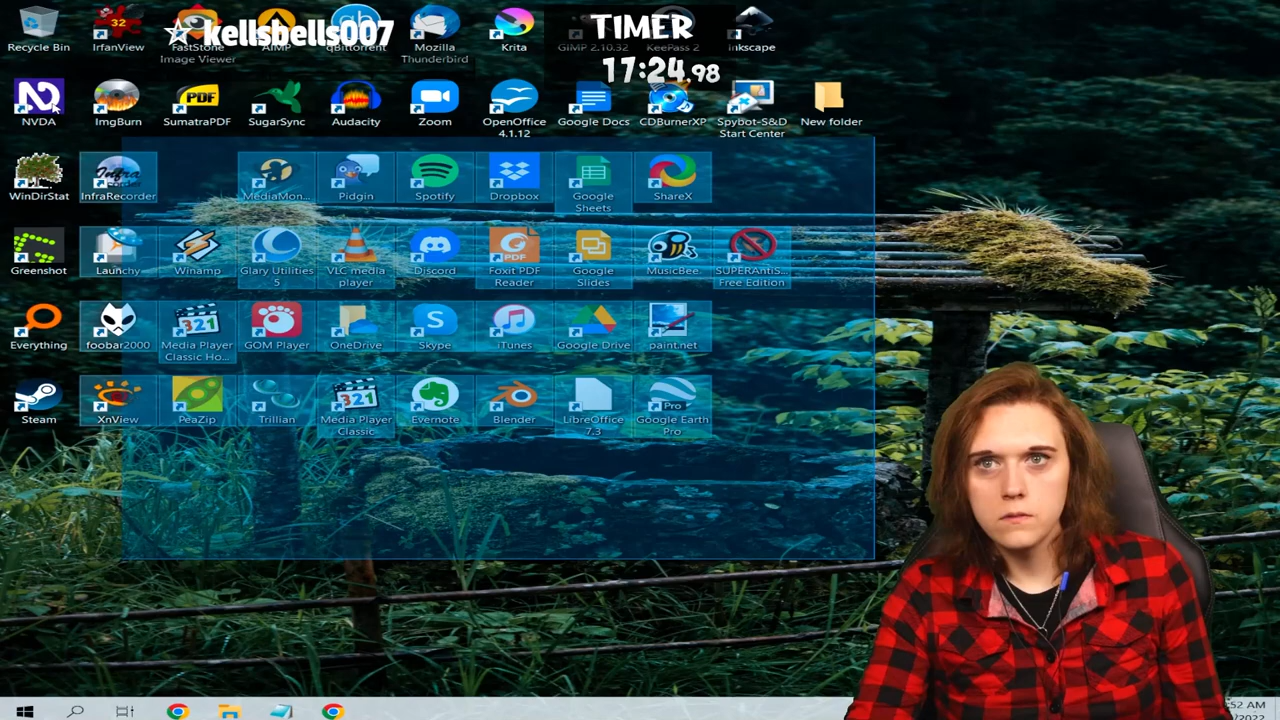 ☆ kellsbells007
TIMER
17:24.98
Recycle Bin
IrfanView
FastStone
Image Viewer
AIMP
qBittorrent
Mozilla
Thunderbird
Krita
GIMP 2.10.32
KeePass 2
Inkscape
NVDA
ImgBurn
SumatraPDF
SugarSync
Audacity
Zoom
OpenOffice
4.1.12
Google Docs
CDBurnerXP
Spybot-S&D
Start Center
New folder
WinDirStat
InfraRecorder
MediaMon...
Pidgin
Spotify
Dropbox
Google
Sheets
ShareX
Greenshot
Launchy
Winamp
Glary Utilities
5
VLC media
player
Discord
Foxit PDF
Reader
Google
Slides
MusicBee
SUPERAntiS...
Free Edition
Everything
foobar2000
Media Player
Classic Ho...
GOM Player
OneDrive
Skype
iTunes
Google Drive
paint.net
Steam
XnView
PeaZip
Trillian
Media Player
Classic
Evernote
Blender
LibreOffice
7.3
Google Earth
Pro
:52 AM
/2022